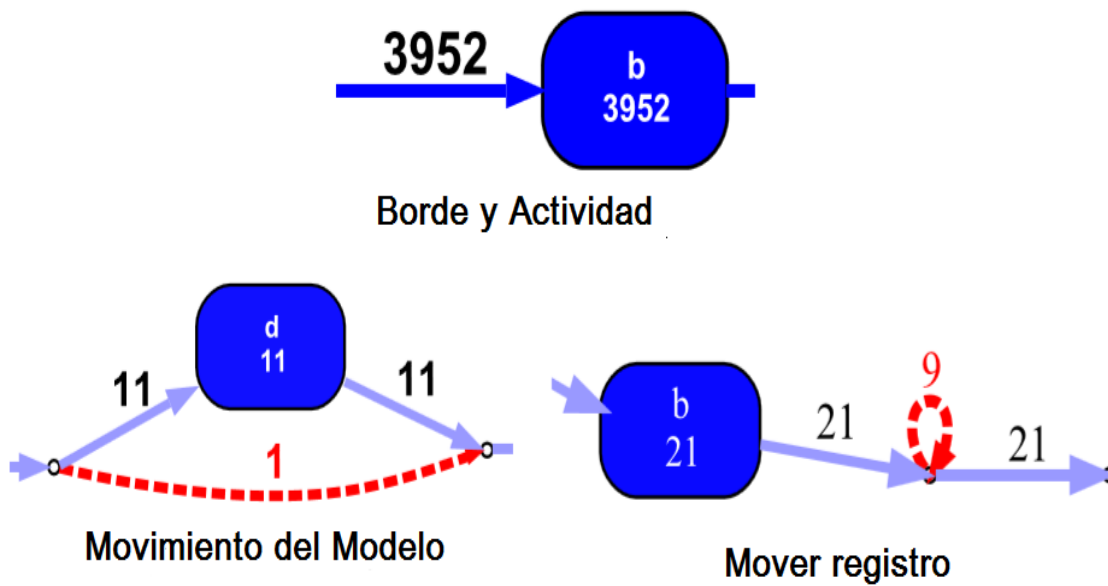 3952
b
3952
Borde y Actividad
d
11
11
11
1
Movimiento del Modelo
b
21
21
9
21
Mover registro